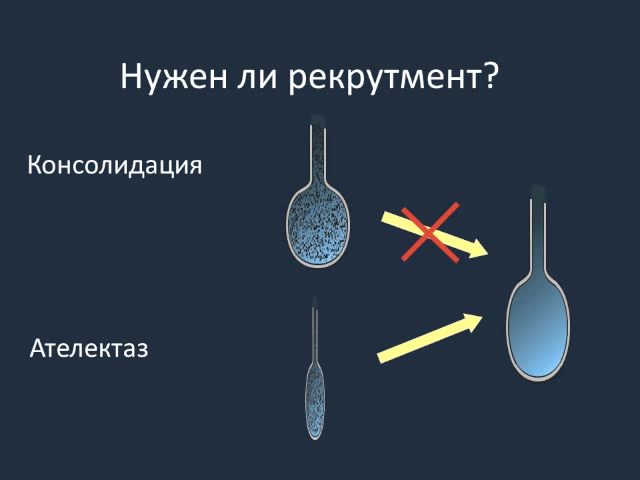 Нужен ли рекрутмент?
Консолидация
Ателектаз